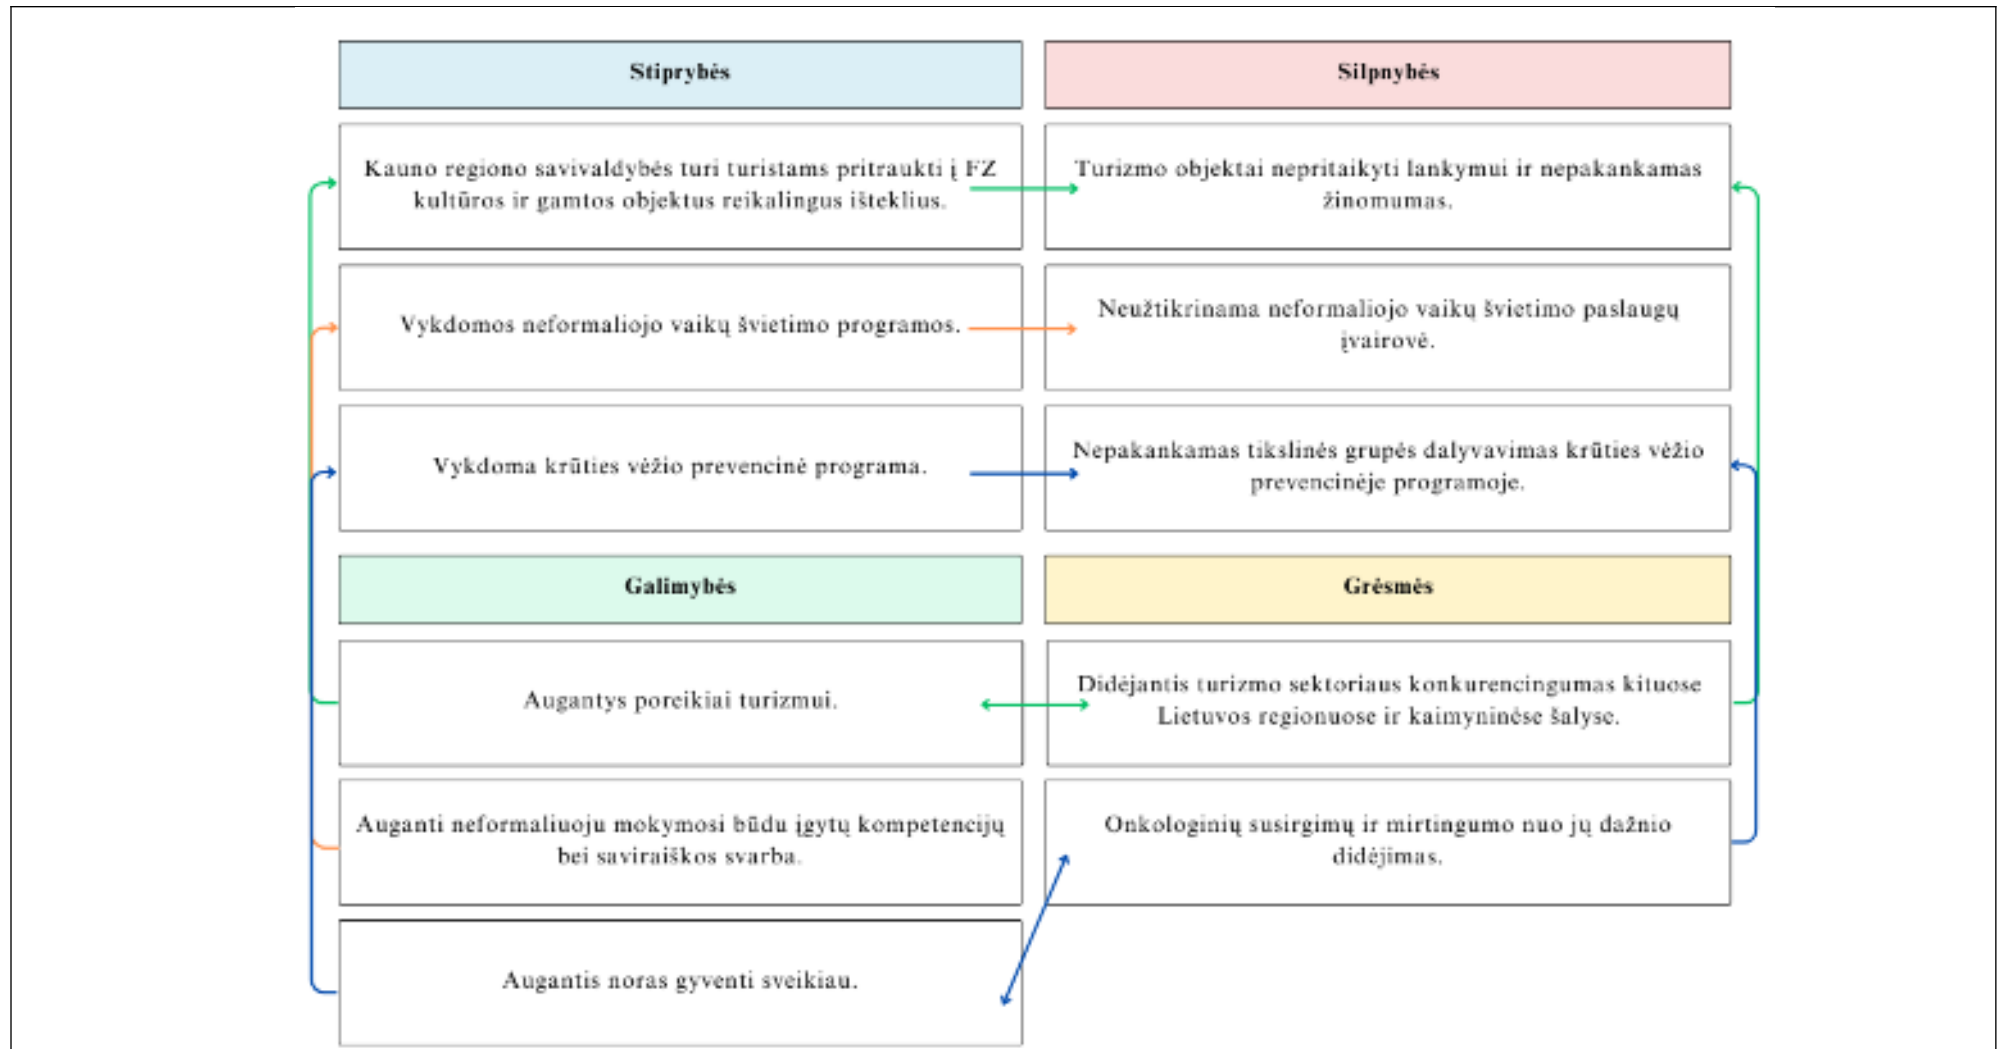 Stiprybės
Silpnybės
Kauno regiono savivaldybės turi turistams pritraukti į FZ
kultūros ir gamtos objektus reikalingus išteklius.
Turizmo objektai nepritaikyti lankymui ir nepakankamas
žinomumas.
Vykdomos neformaliojo vaikų švietimo programos.
Neužtikrinama neformaliojo vaikų švietimo paslaugų
įvairovė.
Vykdoma krūties vėžio prevencinė programa.
Nepakankamas tikslinės grupės dalyvavimas krūties vėžio
prevencinėje programoje.
Galimybės
Grėsmės
Augantys poreikiai turizmui.
Didėjantis turizmo sektoriaus konkurencingumas kituose
Lietuvos regionuose ir kaimyninėse šalyse.
Auganti neformaliuoju mokymosi būdu įgytų kompetencijų
bei saviraiškos svarba.
Onkologinių susirgimų ir mirtingumo nuo jų dažnio
didėjimas.
Augantis noras gyventi sveikiau.